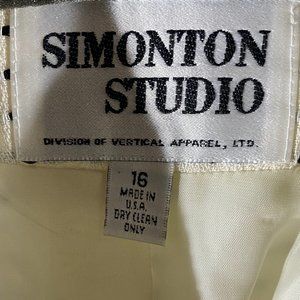 SIMONTON
STUDIO
DIVISION OF VERTICAL APPAREL, LTD.
16
MADE IN
U.S.A.
DRY CLEAN
ONLY